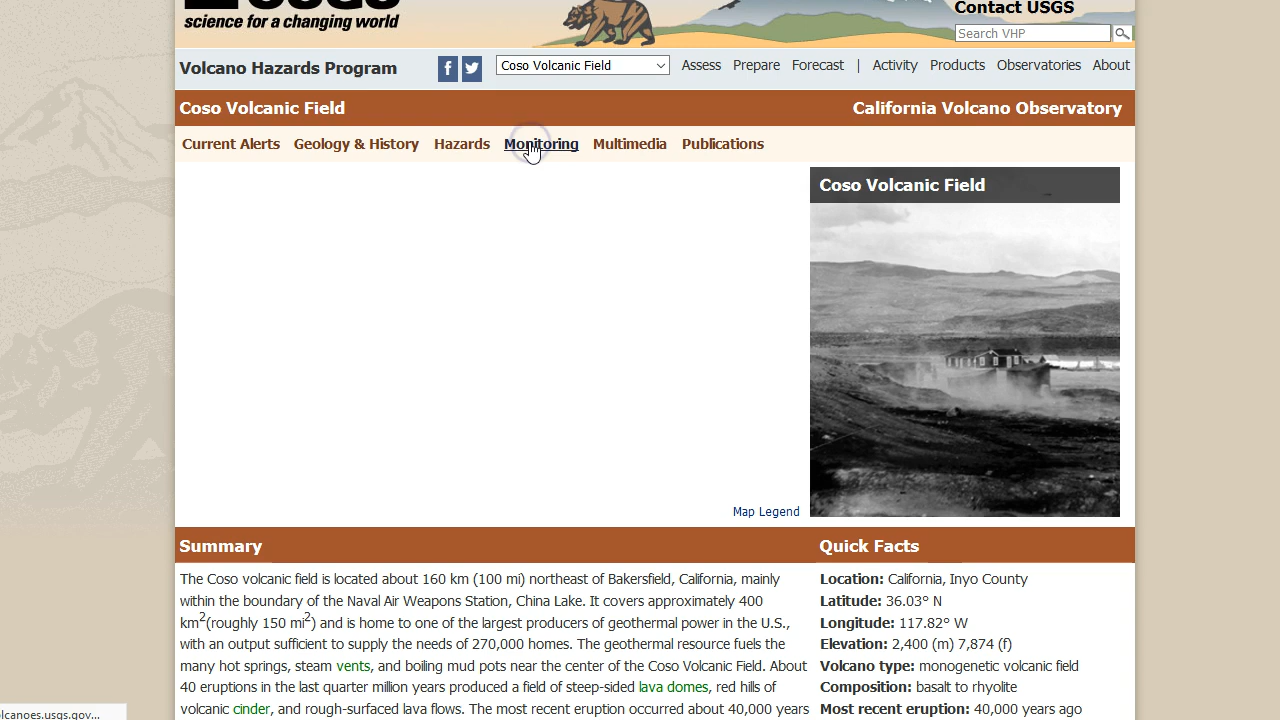 science for a changing world
Contact USGS
Search VHP
Volcano Hazards Program
f
Coso Volcanic Field
Assess Prepare Forecast | Activity Products Observatories About
Coso Volcanic Field
California Volcano Observatory
Current Alerts Geology & History Hazards Monitoring Multimedia Publications
Coso Volcanic Field
Map Legend
Summary
The Coso volcanic field is located about 160 km (100 mi) northeast of Bakersfield, California, mainly
within the boundary of the Naval Air Weapons Station, China Lake. It covers approximately 400
km2(roughly 150 mi2) and is home to one of the largest producers of geothermal power in the U.S.,
with an output sufficient to supply the needs of 270,000 homes. The geothermal resource fuels the
many hot springs, steam vents, and boiling mud pots near the center of the Coso Volcanic Field. About
40 eruptions in the last quarter million years produced a field of steep-sided lava domes, red hills of
volcanic cinder, and rough-surfaced lava flows. The most recent eruption occurred about 40,000 years
Quick Facts
Location: California, Inyo County
Latitude: 36.03° N
Longitude: 117.82° W
Elevation: 2,400 (m) 7,874 (f)
Volcano type: monogenetic volcanic field
Composition: basalt to rhyolite
Most recent eruption: 40,000 years ago
lcanoes.usgs.gov...